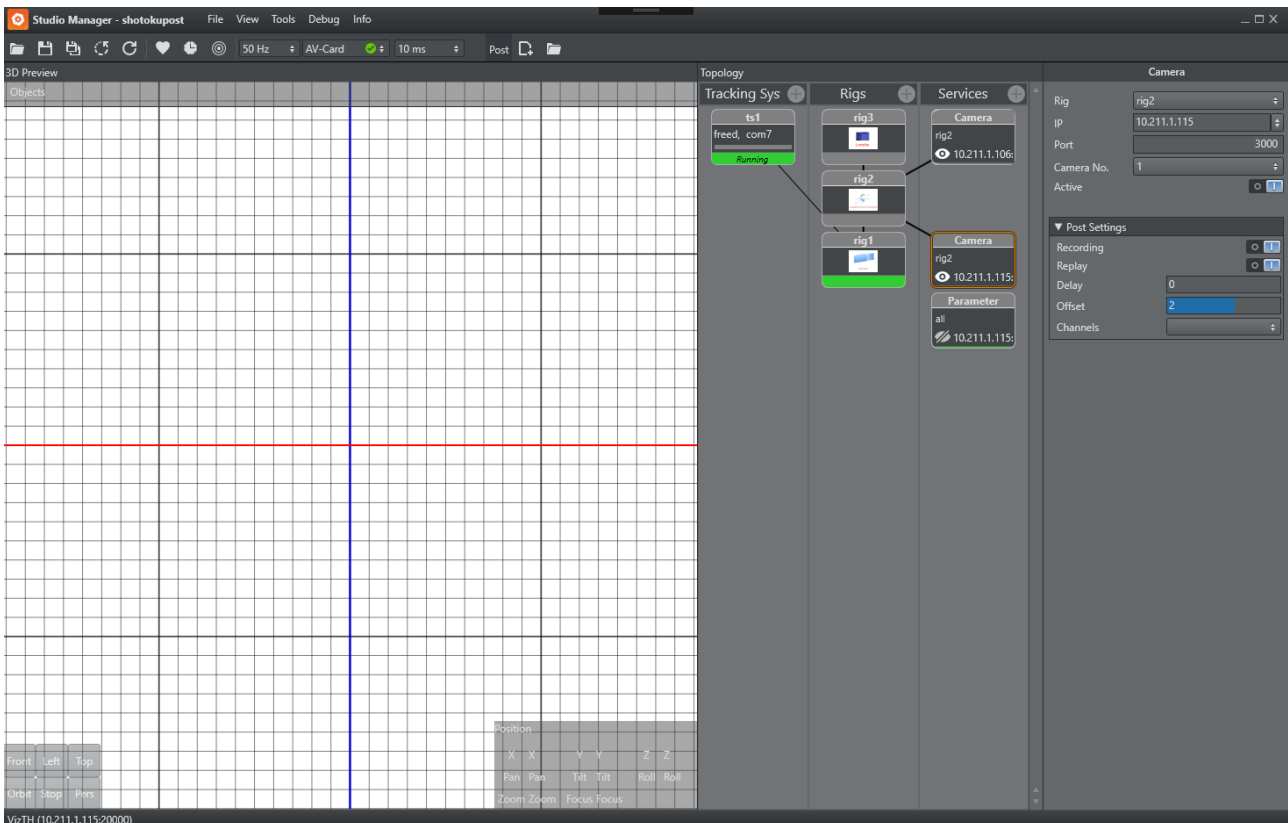 Studio Manager - shotokupost File View Tools Debug Info
50 Hz AV-Card 10 ms Post
3D Preview
Objects
Front Left Top
Orbit Stop Pers
Position
X X Y Y Z Z
Pan Pan Tilt Tilt Roll Roll
Zoom Zoom Focus Focus
Topology
Tracking Sys Rigs Services
ts1
freed, com7
Running
rig3
rig2
rig1
Camera
rig2
10.211.1.106:
Camera
rig2
10.211.1.115:
Parameter
all
10.211.1.115:
Camera
Rig rig2
IP 10.211.1.115
Port 3000
Camera No. 1
Active
Post Settings
Recording
Replay
Delay 0
Offset 2
Channels
VizTH (10.211.1.115:20000)